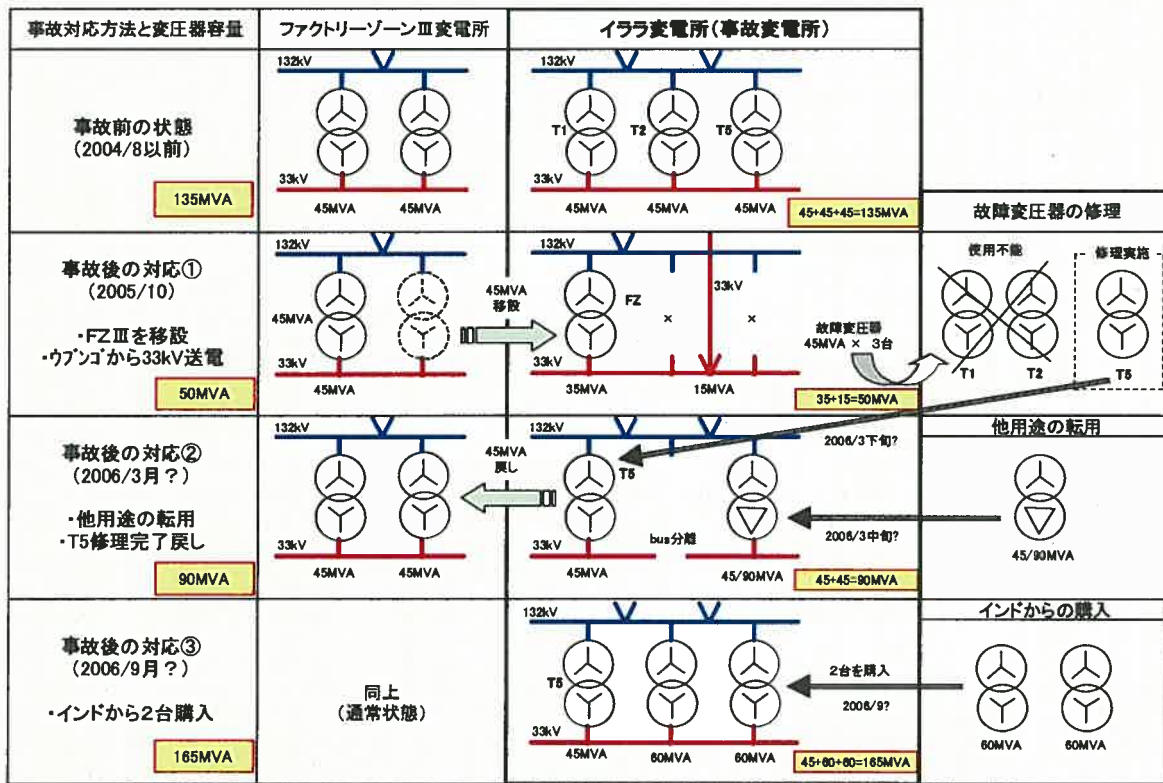 事故対応方法と変圧器容量
ファクトリーゾーンⅢ変電所
イララ変電所(事故変電所)
事故前の状態
(2004/8以前)
135MVA
132kV
33kV
45MVA
45MVA
132kV
T1
T2
T5
33kV
45MVA
45MVA
45MVA
45+45+45=135MVA
故障変圧器の修理
事故後の対応①
(2005/10)
・FZⅢを移設
・ウブンゴから33kV送電
50MVA
132kV
45MVA
33kV
45MVA
45MVA
移設
132kV
FZ
33kV
×
×
33kV
35MVA
15MVA
故障変圧器
45MVA × 3台
35+15=50MVA
使用不能
修理実施
T1
T2
T5
事故後の対応②
(2006/3月?)
・他用途の転用
・T5修理完了戻し
90MVA
132kV
33kV
45MVA
45MVA
45MVA
戻し
132kV
T5
33kV
bus分離
45MVA
45/90MVA
2006/3下旬?
2006/3中旬?
45+45=90MVA
他用途の転用
45/90MVA
事故後の対応③
(2006/9月?)
・インドから2台購入
165MVA
同上
(通常状態)
132kV
T5
33kV
45MVA
60MVA
60MVA
2台を購入
2006/9?
45+60+60=165MVA
インドからの購入
60MVA
60MVA